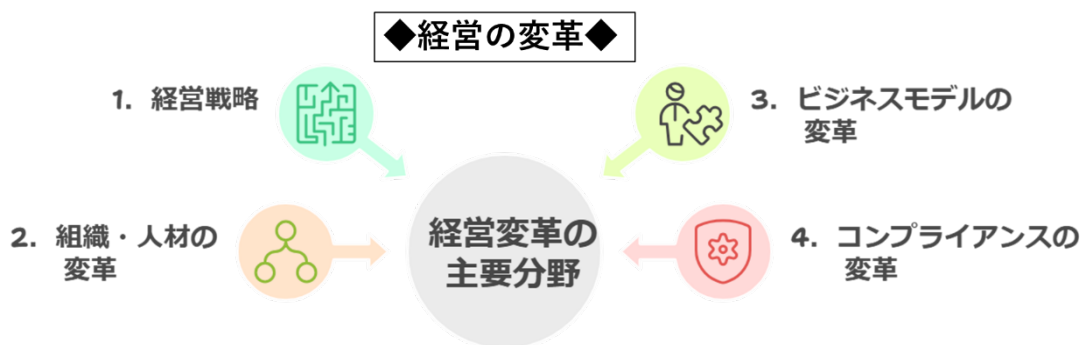 ◆経営の変革◆
1. 経営戦略
2. 組織・人材の
変革
3. ビジネスモデルの
変革
4. コンプライアンスの
変革
経営変革の
主要分野